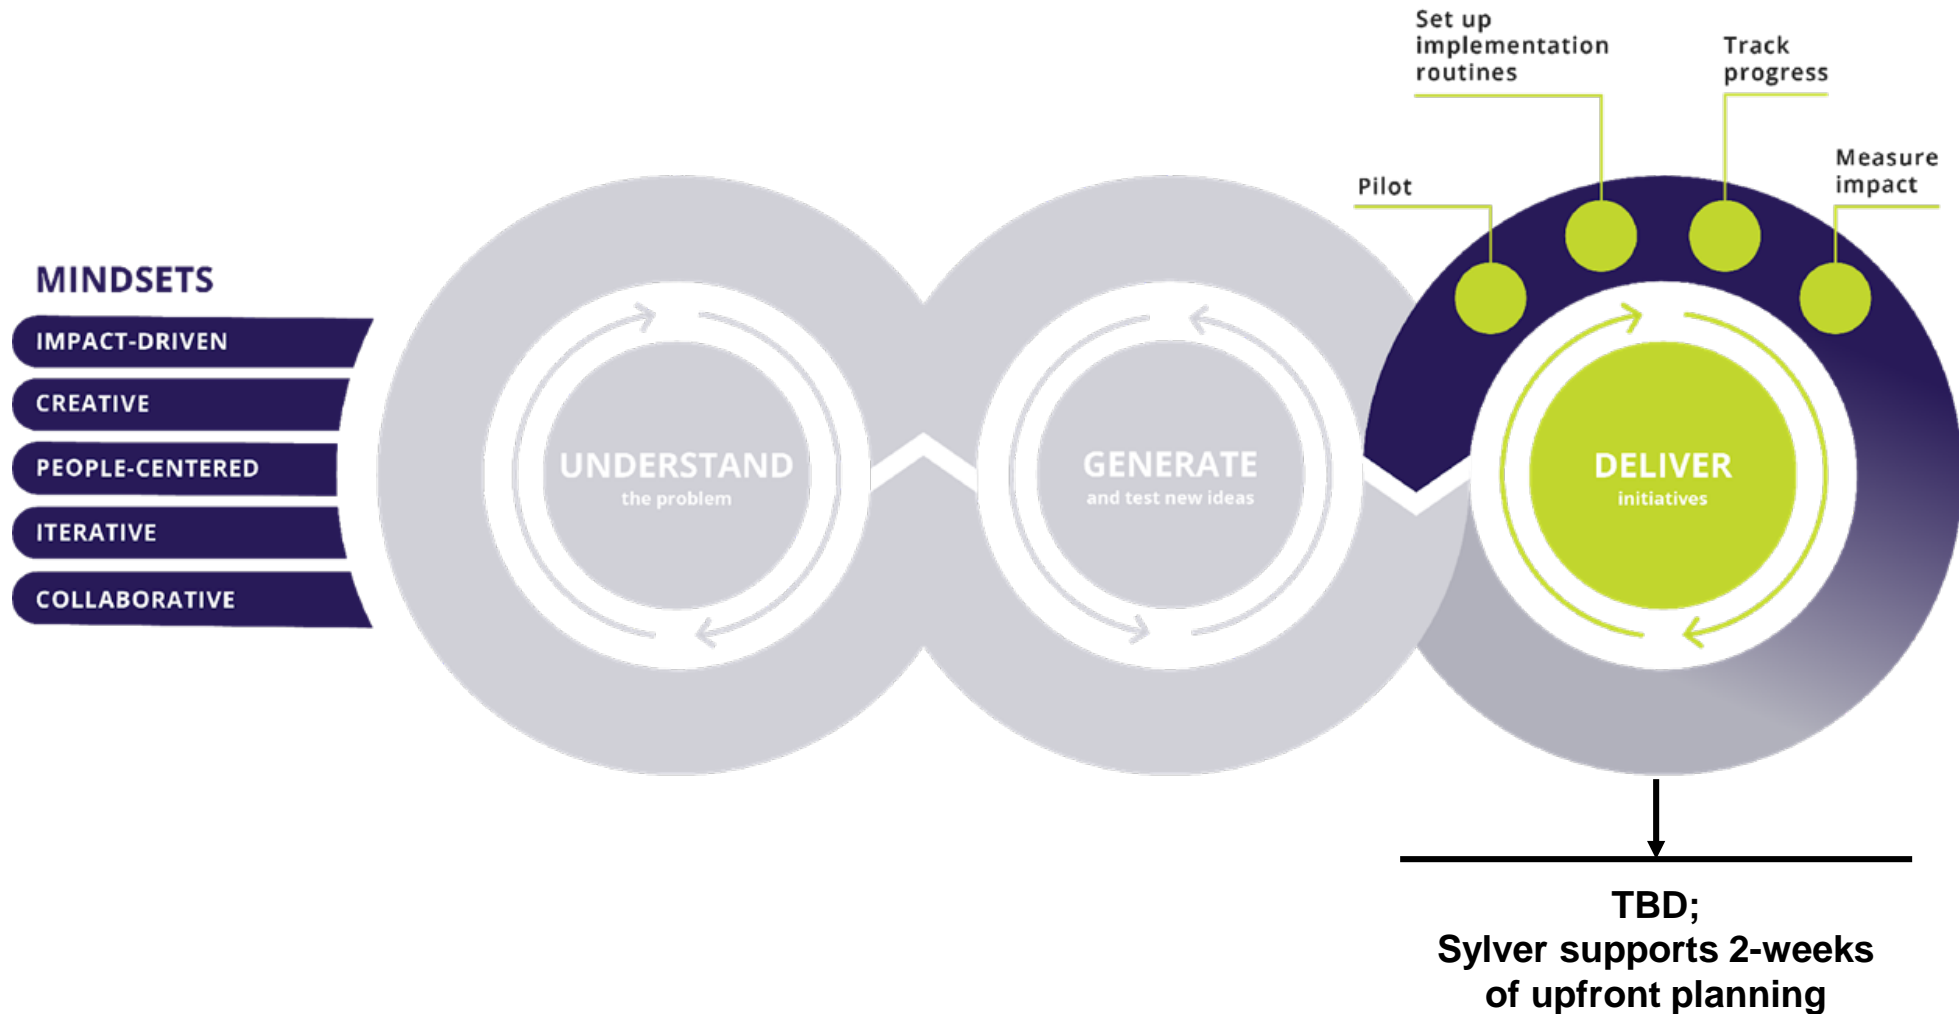 Set up
implementation
routines
Track
progress
Measure
impact
Pilot
MINDSETS
IMPACT-DRIVEN
CREATIVE
PEOPLE-CENTERED
ITERATIVE
COLLABORATIVE
UNDERSTAND
the problem
GENERATE
and test new ideas
DELIVER
initiatives
TBD;
Sylver supports 2-weeks
of upfront planning